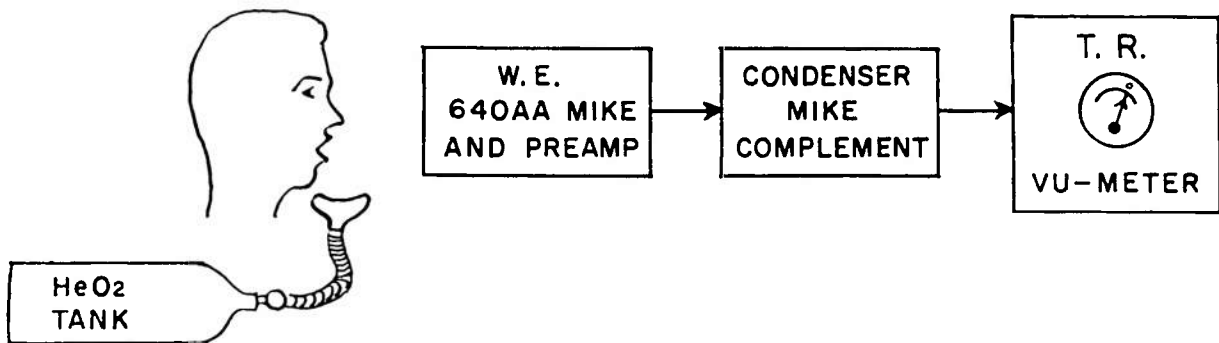 W. E.
640AA MIKE
AND PREAMP
CONDENSER
MIKE
COMPLEMENT
T. R.
VU-METER
HeO2
TANK